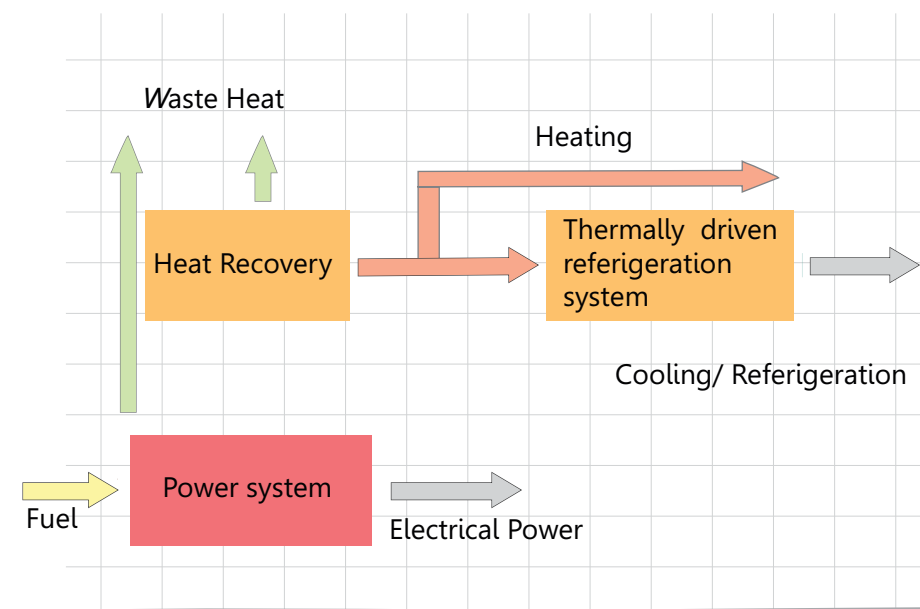 Waste Heat
Heating
Heat Recovery
Thermally driven
referigeration
system
Cooling/ Referigeration
Power system
Fuel
Electrical Power